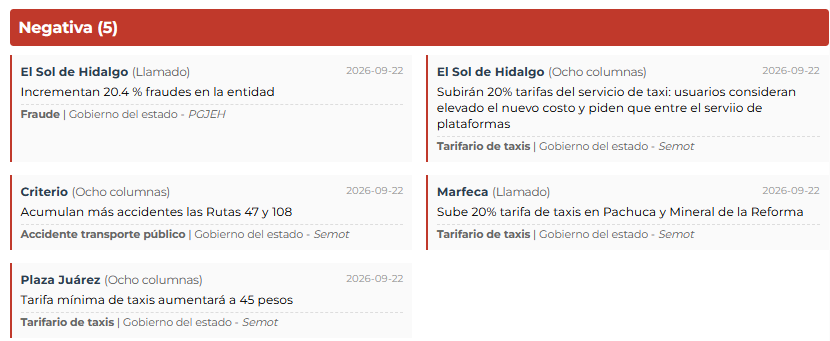 Negativa (5)
El Sol de Hidalgo (Llamado) 2026-09-22
Incrementan 20.4 % fraudes en la entidad
Fraude | Gobierno del estado - PGJEH
El Sol de Hidalgo (Ocho columnas) 2026-09-22
Subirán 20% tarifas del servicio de taxi: usuarios consideran
elevado el nuevo costo y piden que entre el serviio de
plataformas
Tarifario de taxis | Gobierno del estado - Semot
Criterio (Ocho columnas) 2026-09-22
Acumulan más accidentes las Rutas 47 y 108
Accidente transporte público | Gobierno del estado - Semot
Marfeca (Llamado) 2026-09-22
Sube 20% tarifa de taxis en Pachuca y Mineral de la Reforma
Tarifario de taxis | Gobierno del estado - Semot
Plaza Juárez (Ocho columnas) 2026-09-22
Tarifa mínima de taxis aumentará a 45 pesos
Tarifario de taxis | Gobierno del estado - Semot